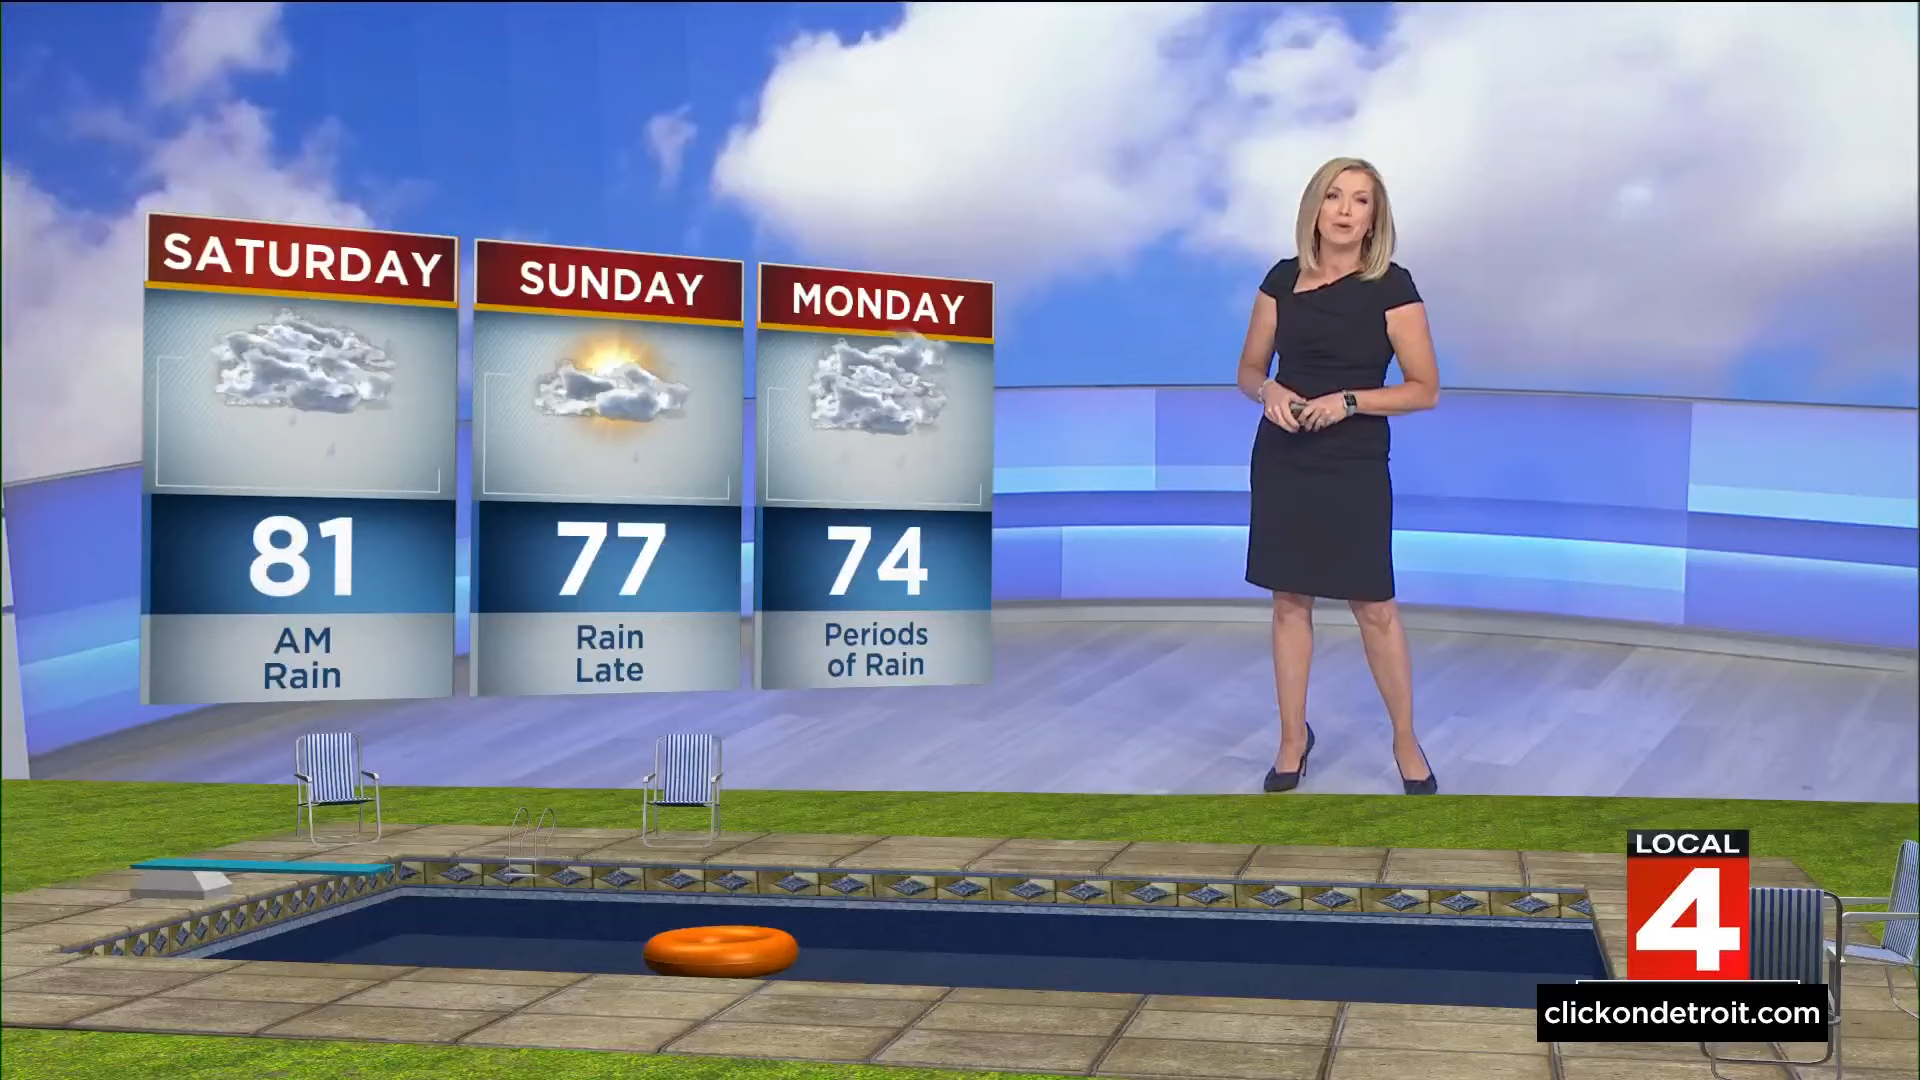 SATURDAY
81
AM
Rain
SUNDAY
77
Rain
Late
MONDAY
74
Periods
of Rain
LOCAL
4
clickondetroit.com